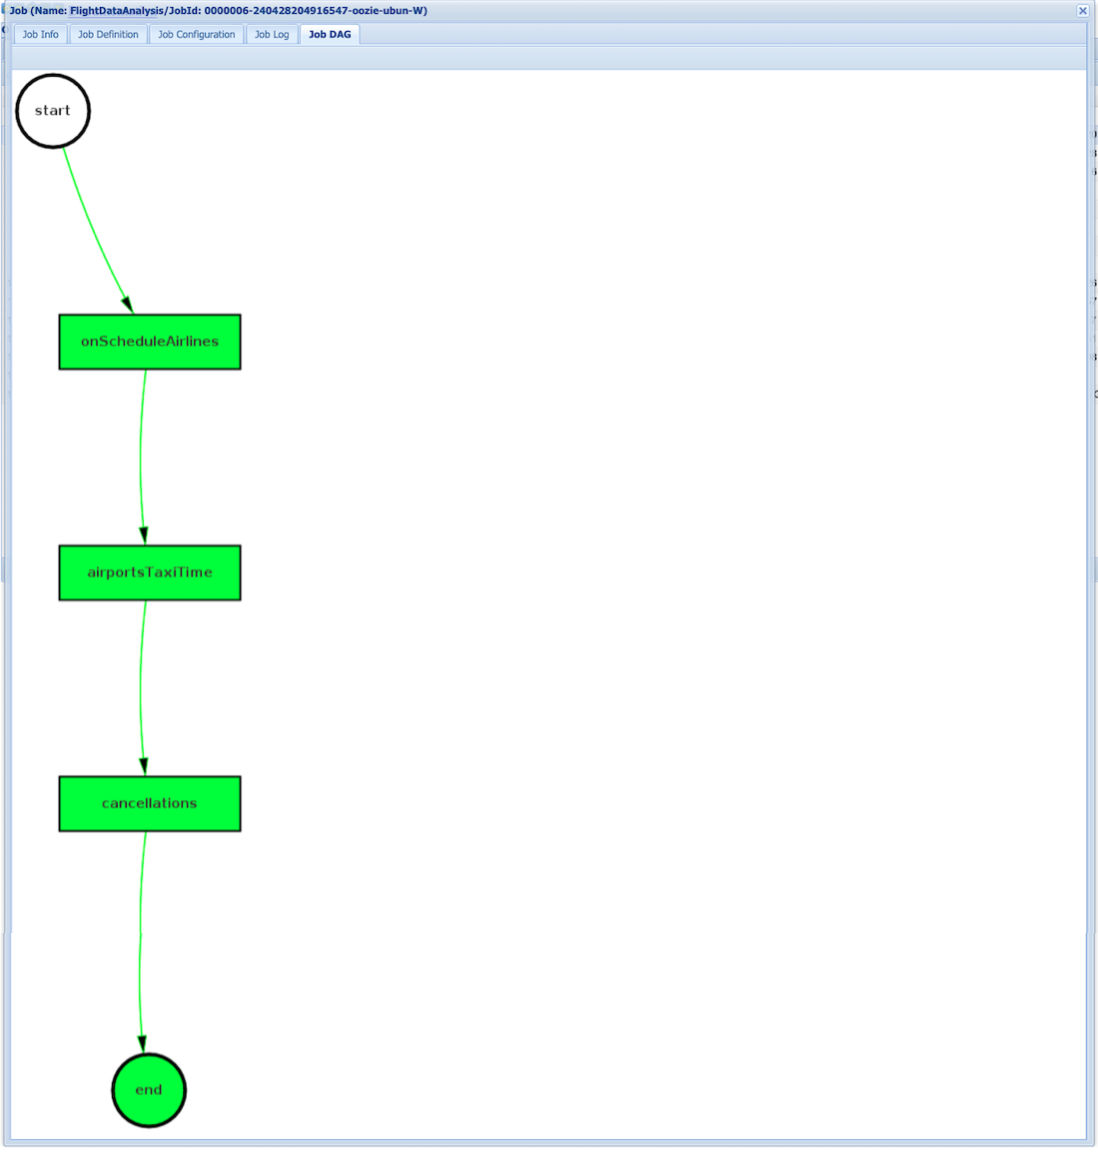 Job (Name: FlightDataAnalysis/JobId: 0000006-240428204916547-oozie-ubun-W)
Job Info Job Definition Job Configuration Job Log Job DAG
start
onScheduleAirlines
airportsTaxiTime
cancellations
end